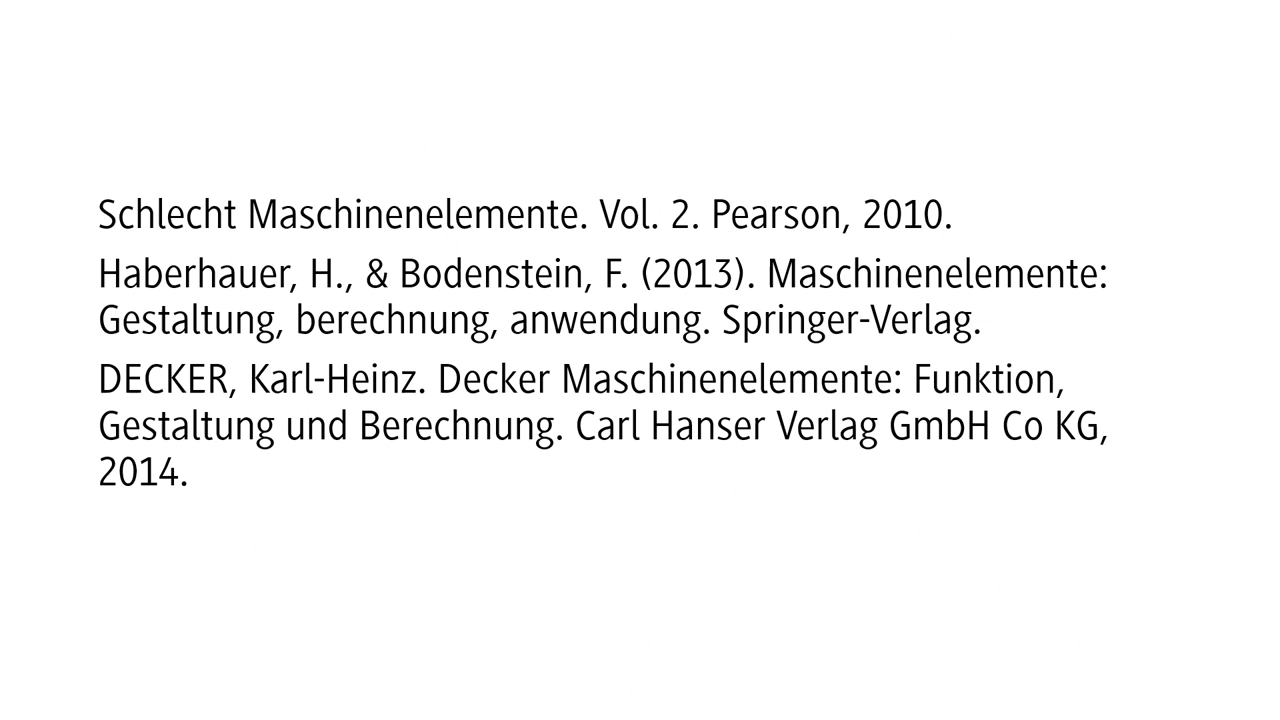 Schlecht Maschinenelemente. Vol. 2. Pearson, 2010.
Haberhauer, H., & Bodenstein, F. (2013). Maschinenelemente:
Gestaltung, berechnung, anwendung. Springer-Verlag.
DECKER, Karl-Heinz. Decker Maschinenelemente: Funktion,
Gestaltung und Berechnung. Carl Hanser Verlag GmbH Co KG,
2014.